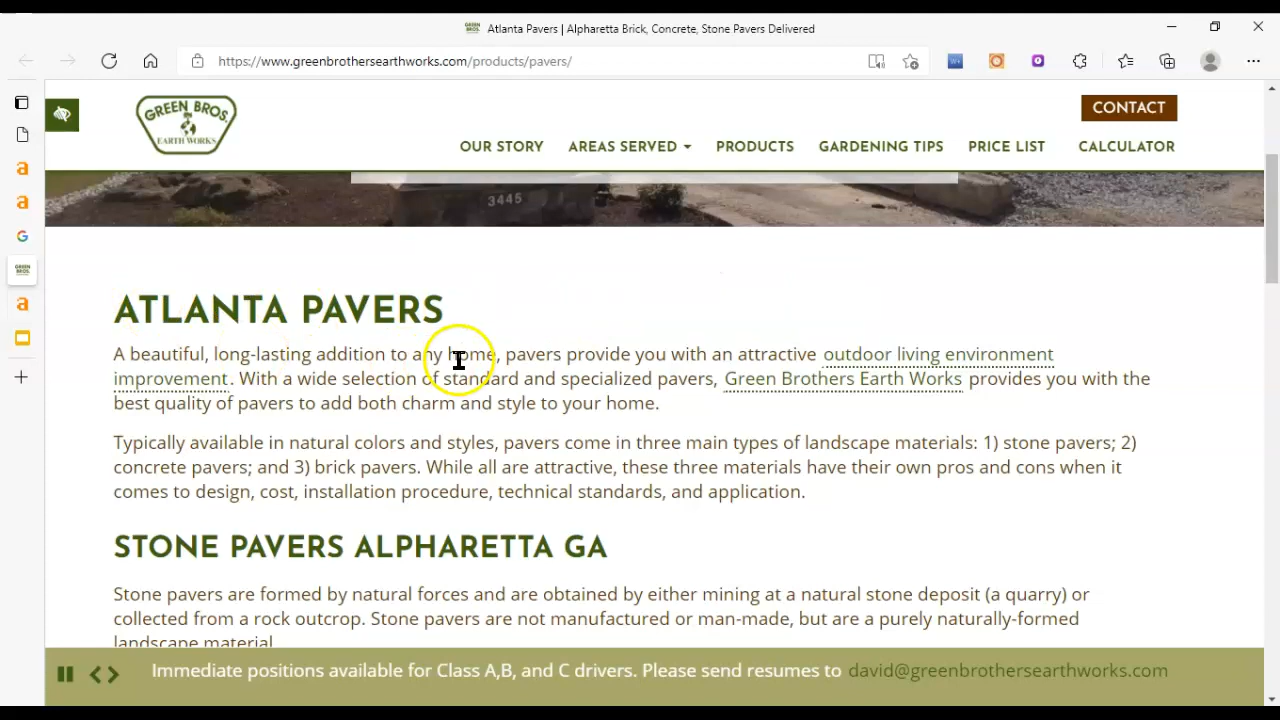 GREEN BROS.
Atlanta Pavers | Alpharetta Brick, Concrete, Stone Pavers Delivered
https://www.greenbrothersearthworks.com/products/pavers/
GREEN BROS.
EARTH WORKS
CONTACT
OUR STORY AREAS SERVED PRODUCTS GARDENING TIPS PRICE LIST CALCULATOR
3445
ATLANTA PAVERS
A beautiful, long-lasting addition to any home, pavers provide you with an attractive outdoor living environment
improvement. With a wide selection of standard and specialized pavers, Green Brothers Earth Works provides you with the
best quality of pavers to add both charm and style to your home.
Typically available in natural colors and styles, pavers come in three main types of landscape materials: 1) stone pavers; 2)
concrete pavers; and 3) brick pavers. While all are attractive, these three materials have their own pros and cons when it
comes to design, cost, installation procedure, technical standards, and application.
STONE PAVERS ALPHARETTA GA
Stone pavers are formed by natural forces and are obtained by either mining at a natural stone deposit (a quarry) or
collected from a rock outcrop. Stone pavers are not manufactured or man-made, but are a purely naturally-formed
landscape material.
Immediate positions available for Class A,B, and C drivers. Please send resumes to david@greenbrothersearthworks.com